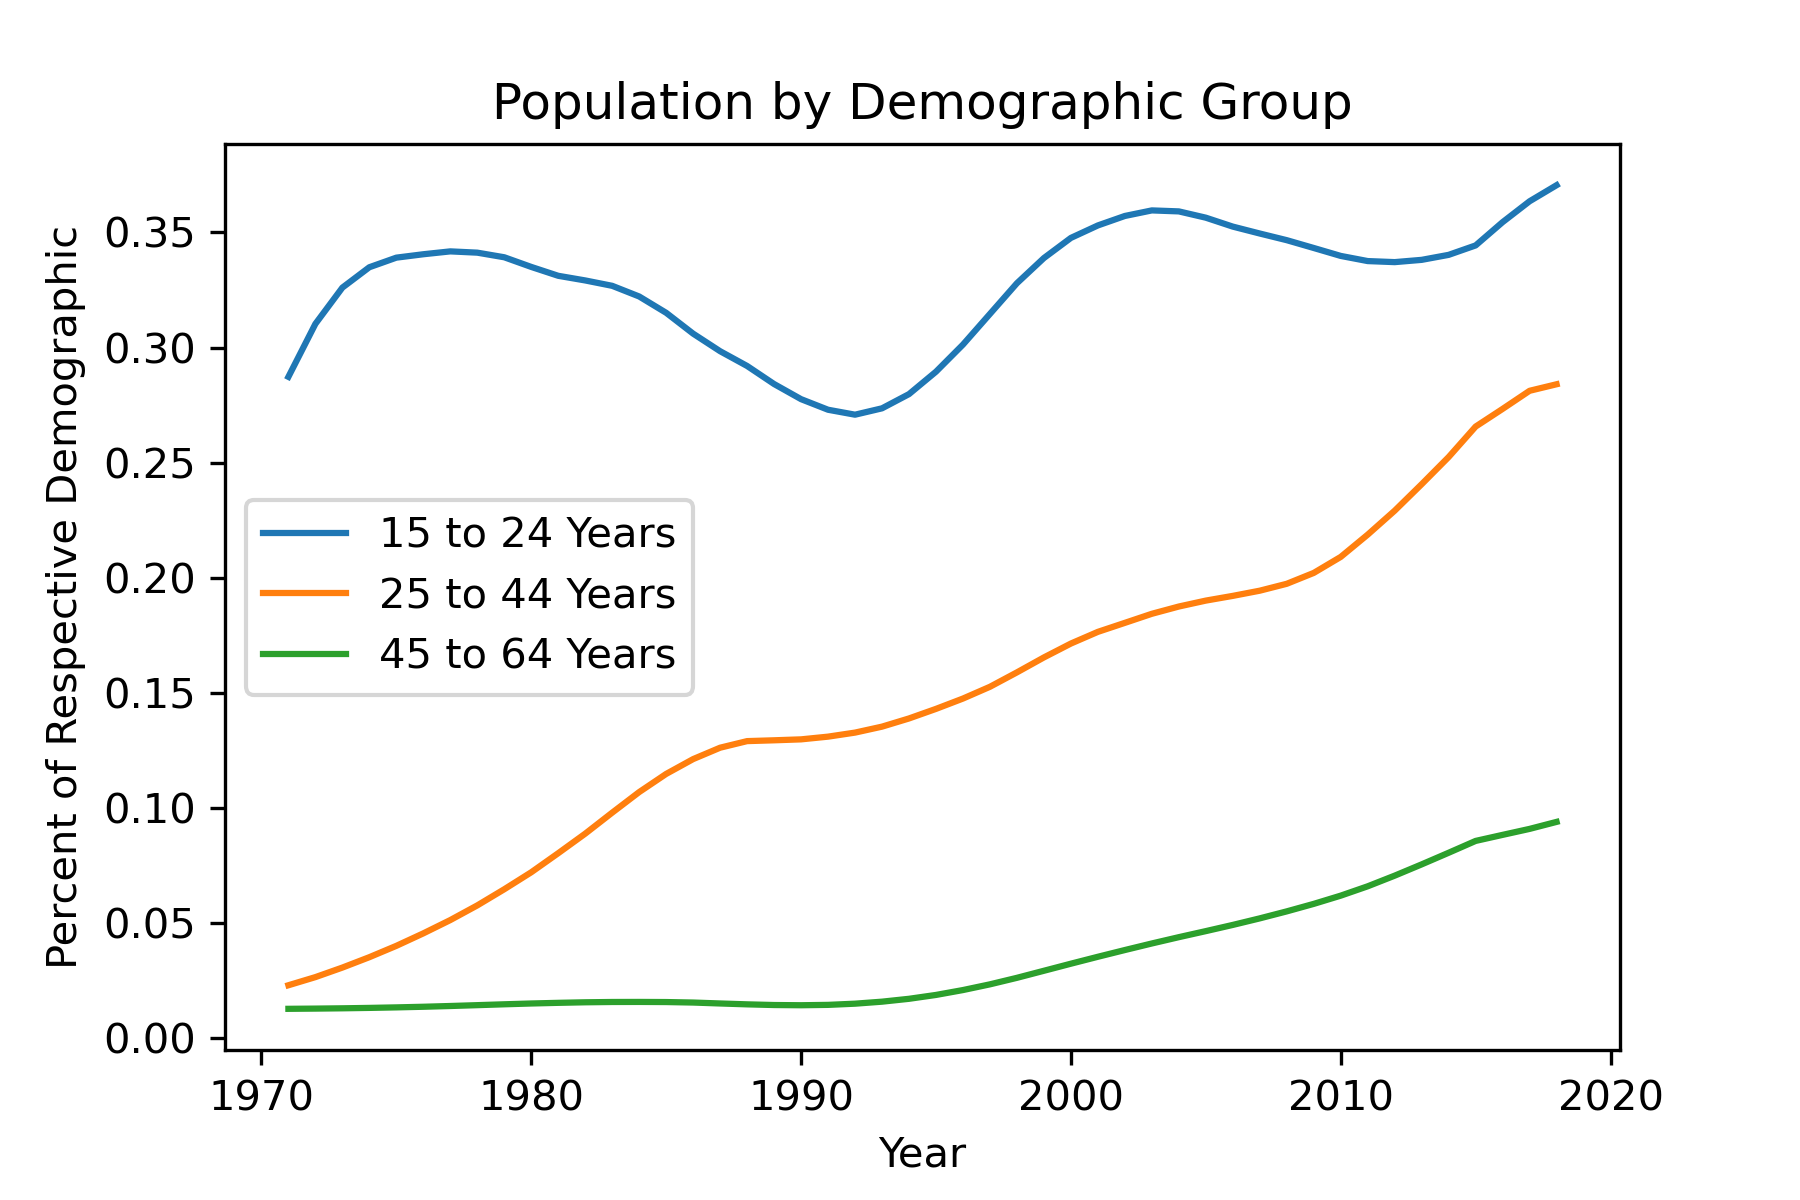 Population by Demographic Group
Percent of Respective Demographic
0.35
0.30
0.25
0.20
0.15
0.10
0.05
0.00
15 to 24 Years
25 to 44 Years
45 to 64 Years
1970 1980 1990 2000 2010 2020
Year